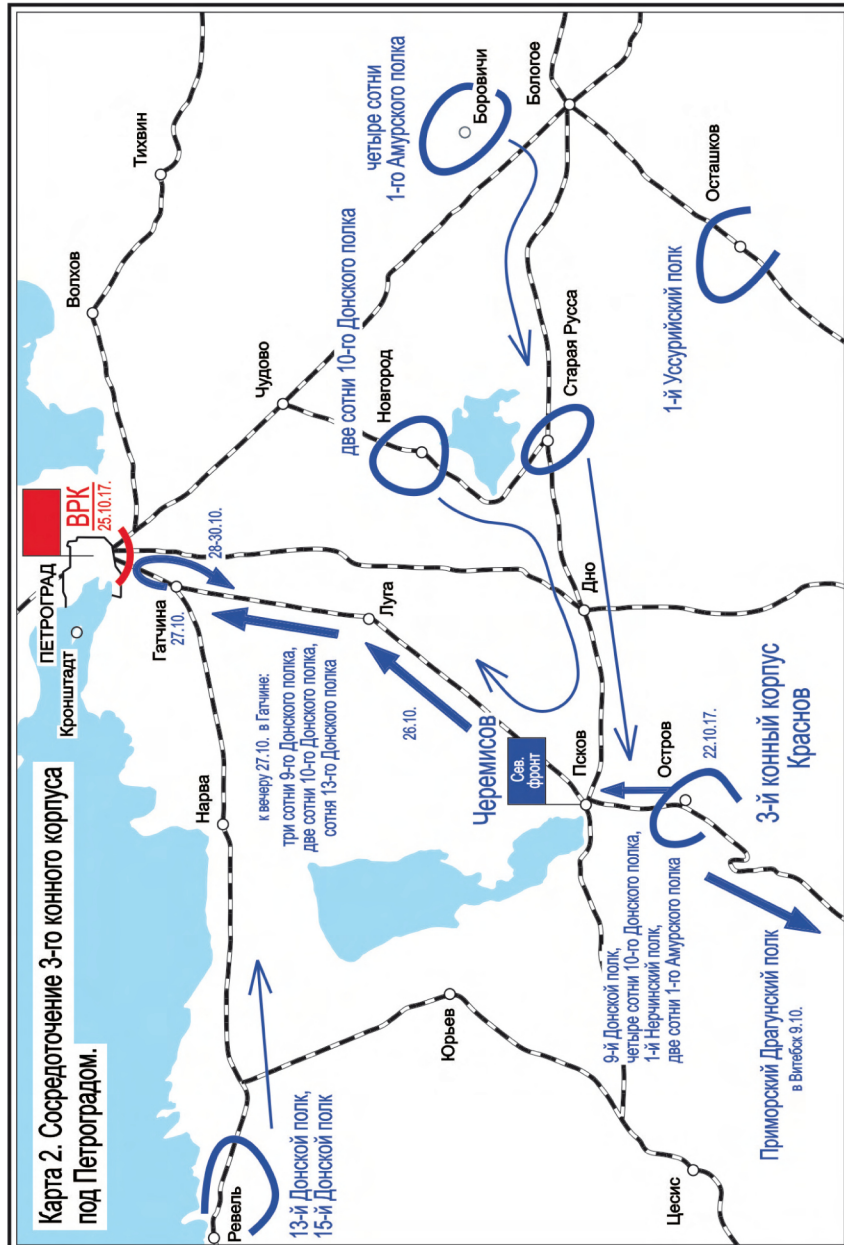 Карта 2. Сосредоточение 3-го конного корпуса
под Петроградом.
Кронштадт
ПЕТРОГРАД
ВРК
25.10.17.
Волхов
Тихвин
Гатчина
27.10.
28-30.10.
Чудово
Нарва
к вечеру 27.10. в Гатчине:
три сотни 9-го Донского полка,
две сотни 10-го Донского полка,
сотня 13-го Донского полка
Луга
26.10.
две сотни 10-го Донского полка
Новгород
четыре сотни
1-го Амурского полка
Боровичи
Ревель
13-й Донской полк,
15-й Донской полк
Юрьев
Черемисов
Сев.
фронт
Псков
Дно
Старая Русса
Бологое
Остров
22.10.17.
3-й конный корпус
Краснов
9-й Донской полк,
четыре сотни 10-го Донского полка,
1-й Нерчинский полк,
две сотни 1-го Амурского полка
1-й Уссурийский полк
Осташков
Цесис
Приморский Драгунский полк
в Витебск 9.10.